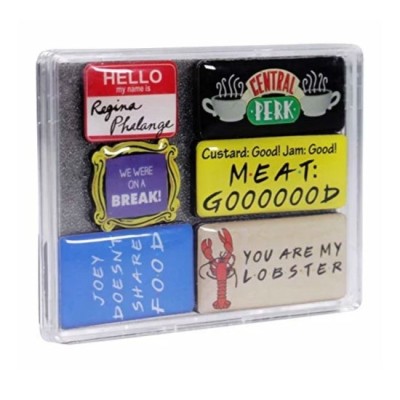 HELLO
my name is
Regina
Phalange
CENTRAL
PERK
WE WERE
ON A
BREAK!
Custard: Good! Jam: Good!
M•E•A•T:
GOOOOOOD
JOEY
DOESN'T
SHARE
FOOD
YOU ARE MY
LOBSTER